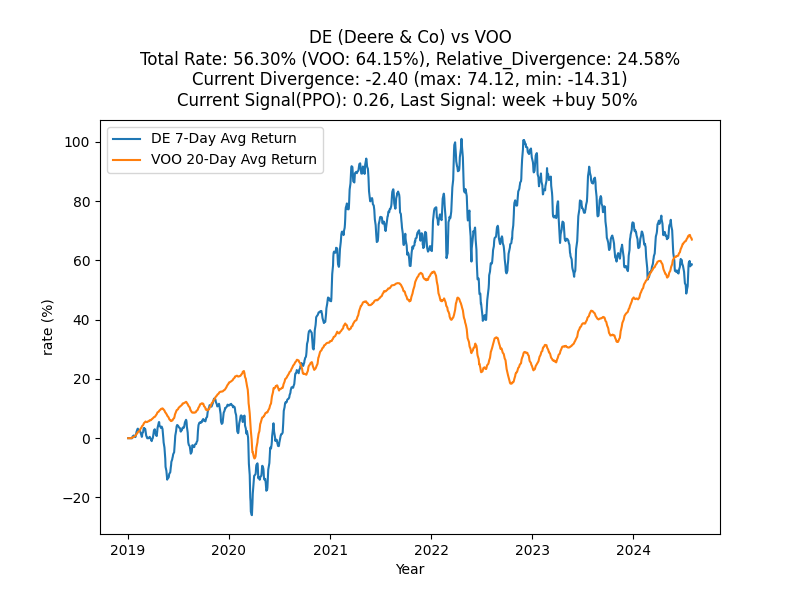 DE (Deere & Co) vs VOO
Total Rate: 56.30% (VOO: 64.15%), Relative_Divergence: 24.58%
Current Divergence: -2.40 (max: 74.12, min: -14.31)
Current Signal(PPO): 0.26, Last Signal: week +buy 50%
DE 7-Day Avg Return
VOO 20-Day Avg Return
100
80
60
40
20
0
−20
rate (%)
2019 2020 2021 2022 2023 2024
Year